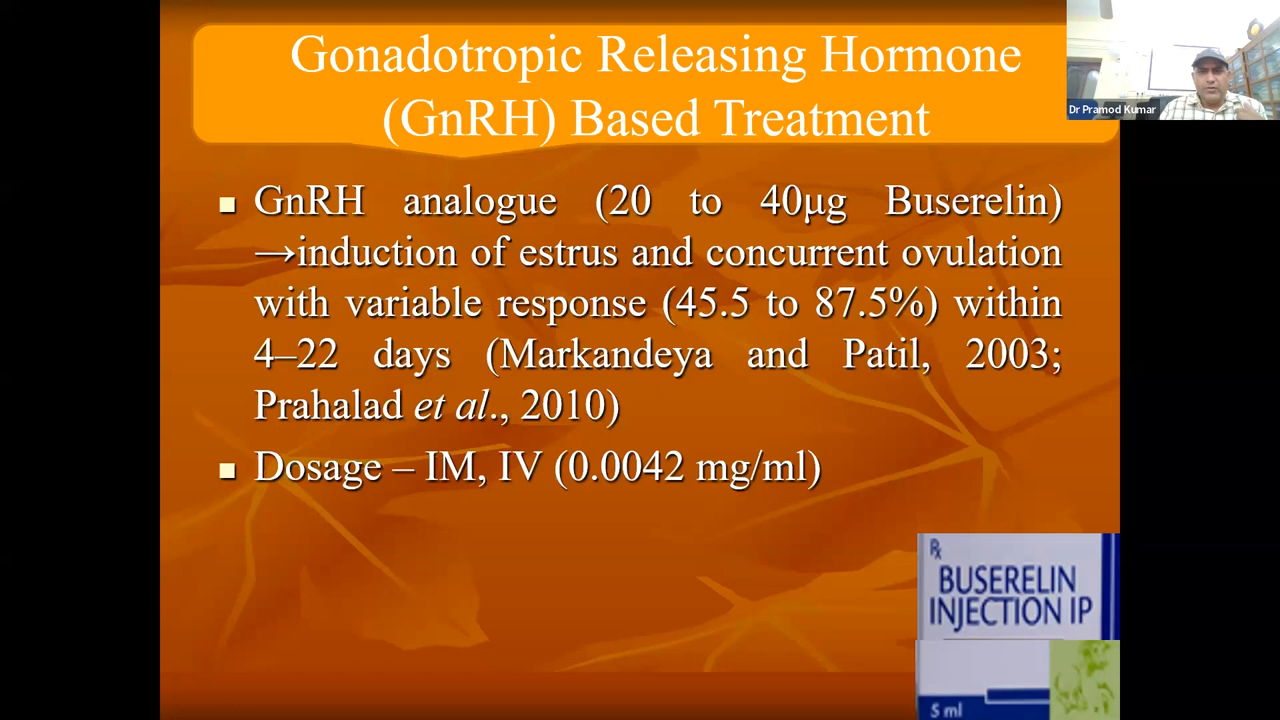 Gonadotropic Releasing Hormone
(GnRH) Based Treatment
Dr Pramod Kumar
GnRH analogue (20 to 40µg Buserelin)
→induction of estrus and concurrent ovulation
with variable response (45.5 to 87.5%) within
4–22 days (Markandeya and Patil, 2003;
Prahalad et al., 2010)
Dosage – IM, IV (0.0042 mg/ml)
Rx
BUSERELIN
INJECTION IP
5 ml